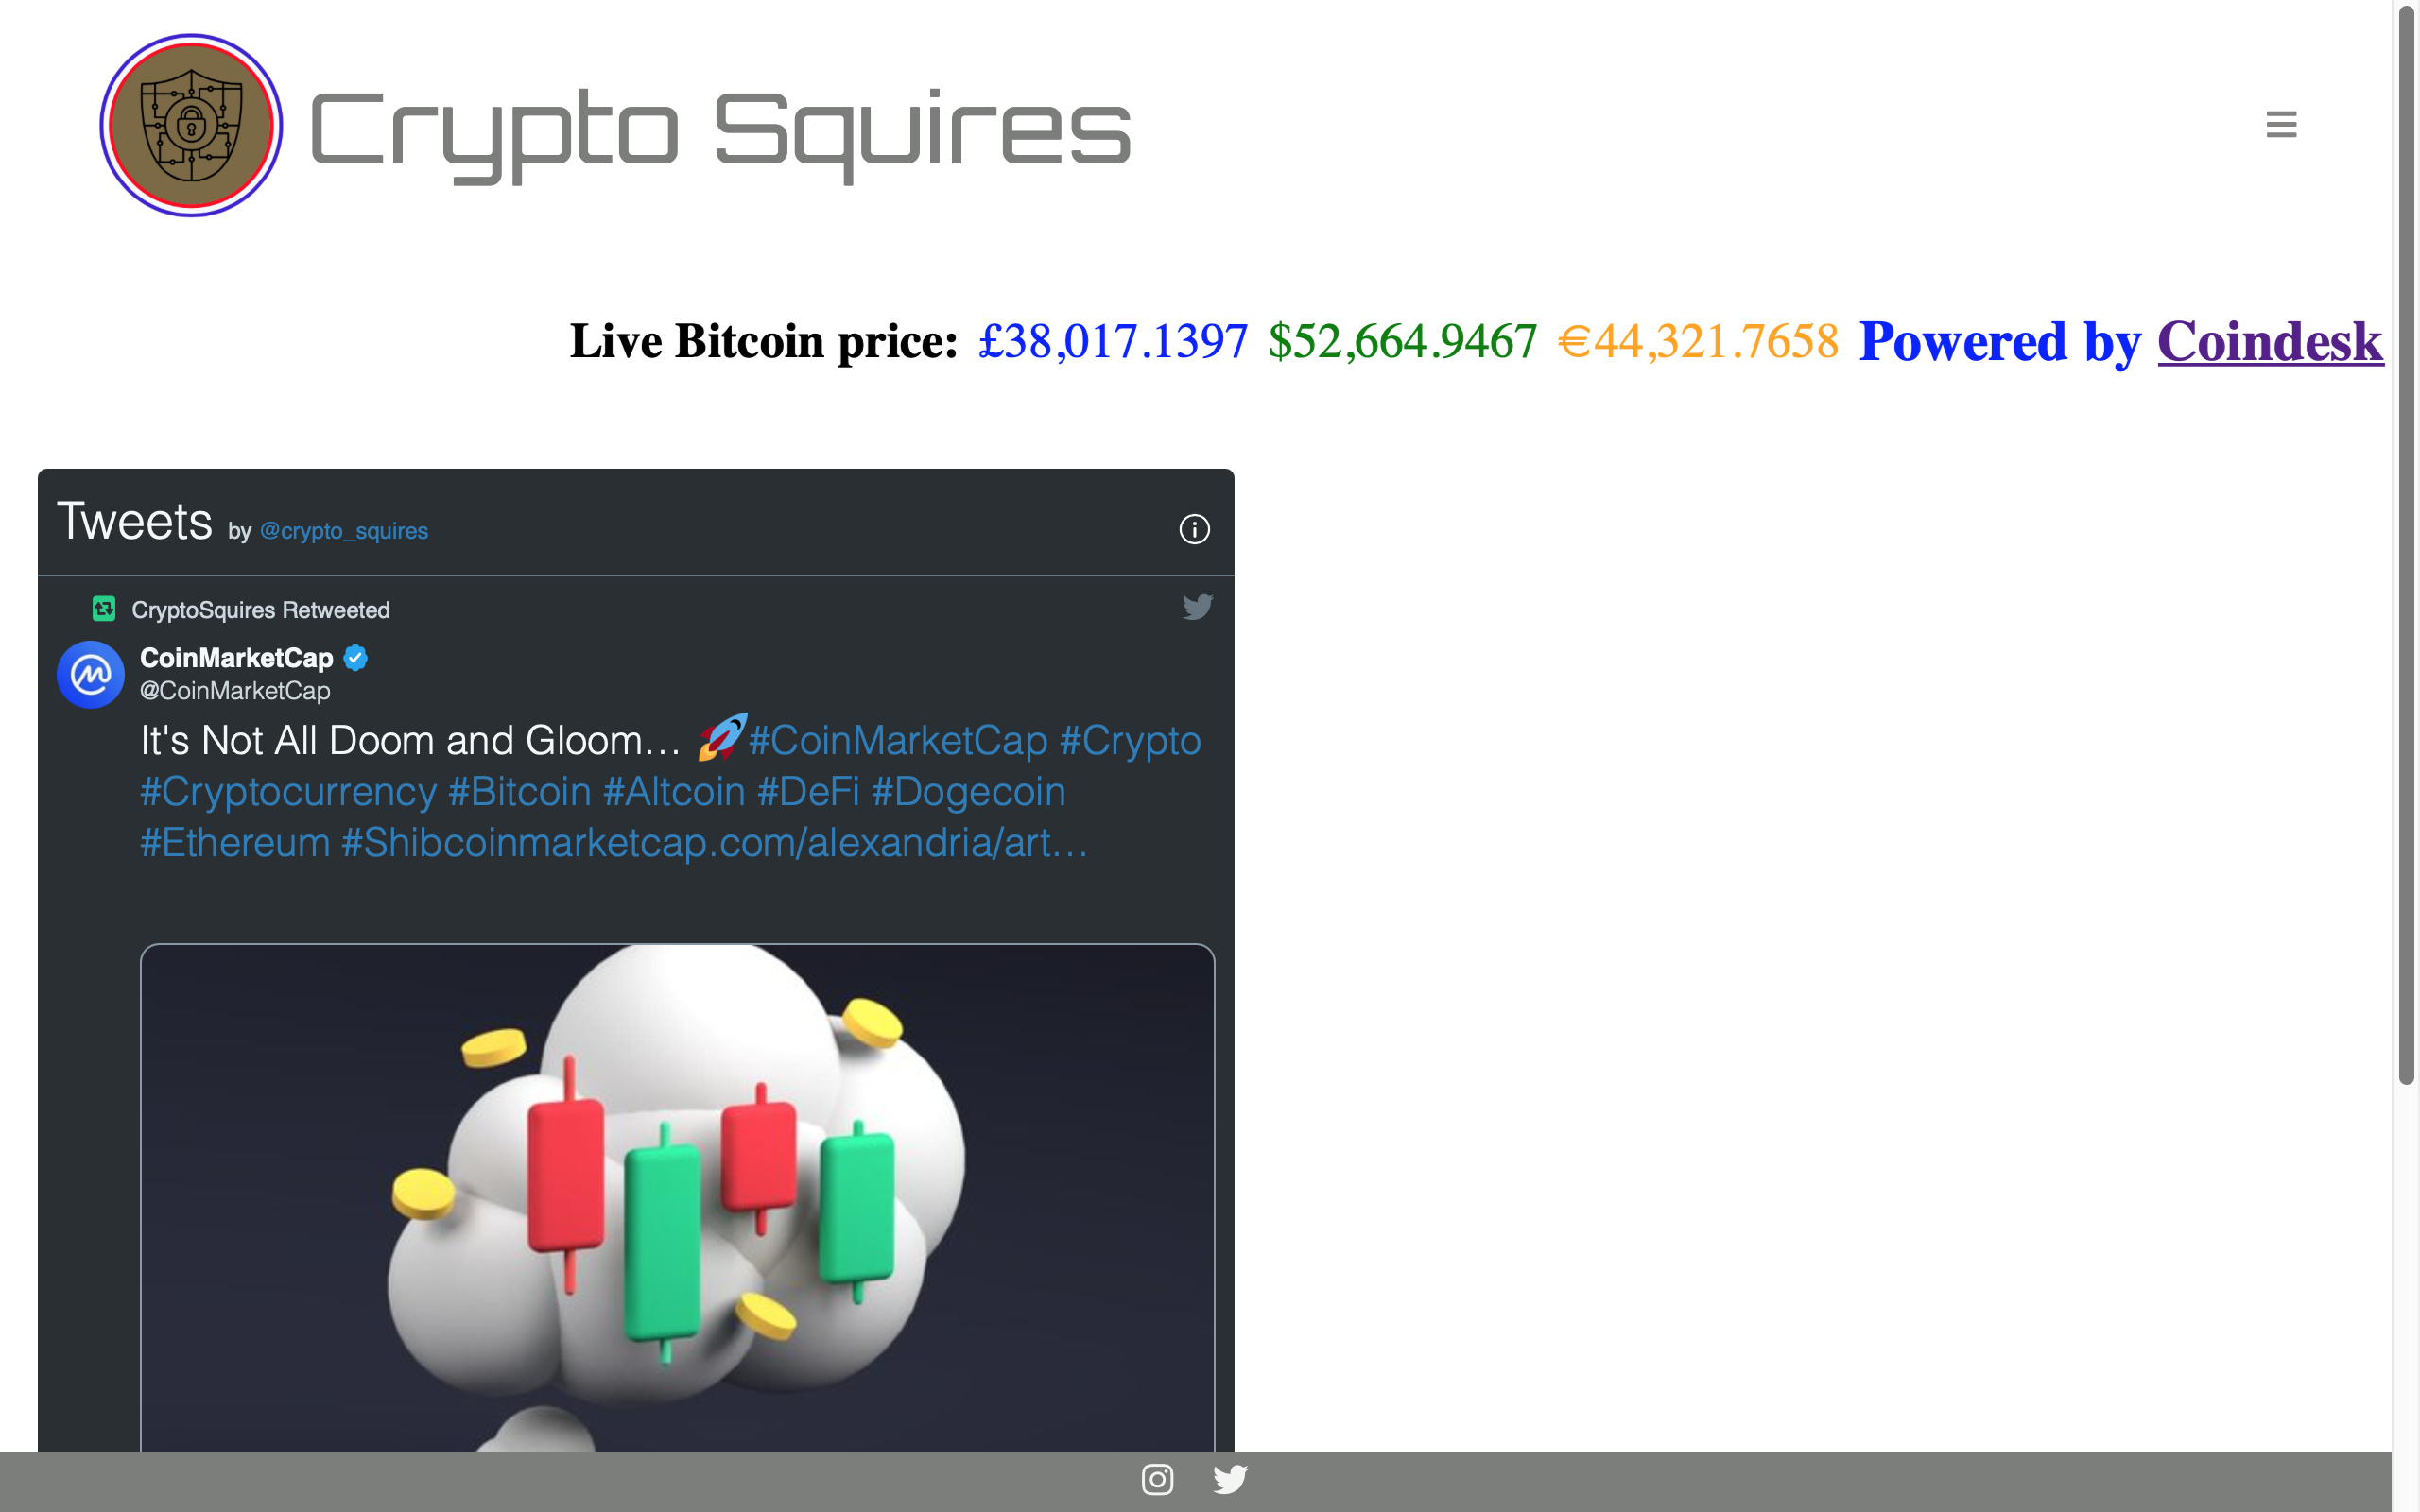 Crypto Squires
Live Bitcoin price: £38,017.1397 $52,664.9467 €44,321.7658 Powered by Coindesk
Tweets by @crypto_squires
CryptoSquires Retweeted
CoinMarketCap
@CoinMarketCap
It's Not All Doom and Gloom… 🚀#CoinMarketCap #Crypto
#Cryptocurrency #Bitcoin #Altcoin #DeFi #Dogecoin
#Ethereum #Shibcoinmarketcap.com/alexandria/art…